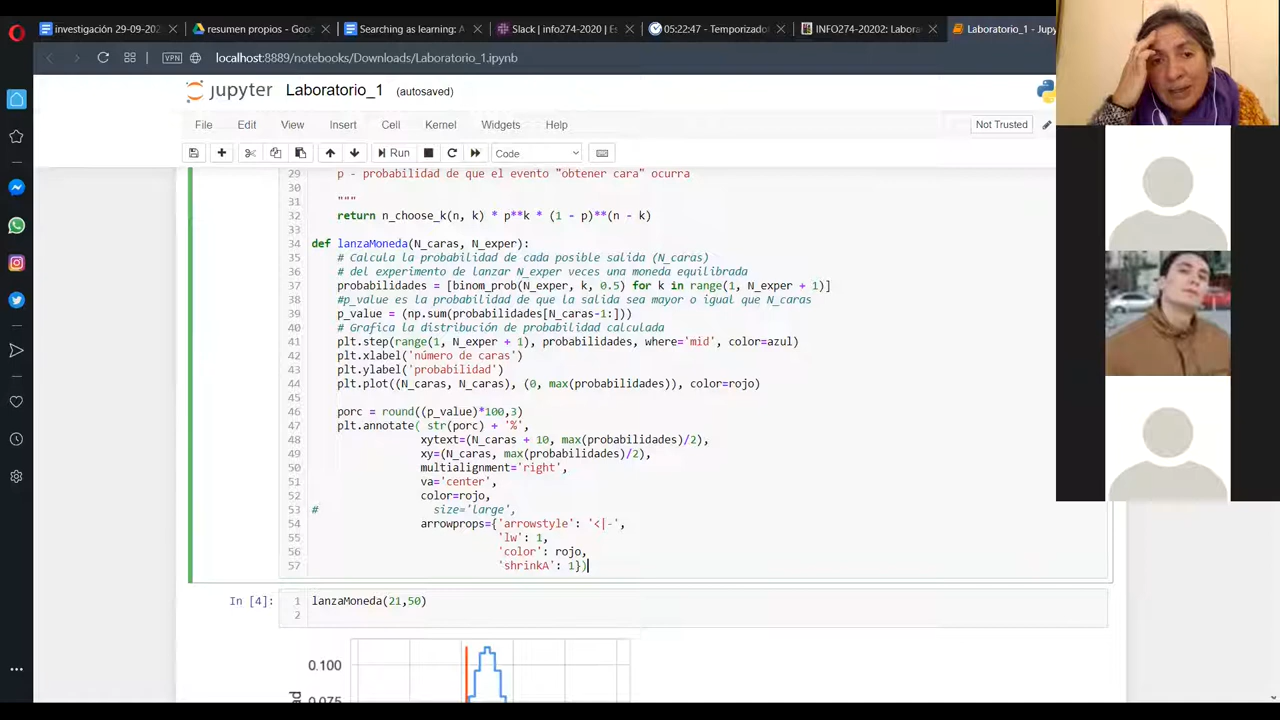 investigación 29-09-202
resumen propios - Goo
Searching as learning: A
Slack | info274-2020 | Es
05:22:47 - Temporizado
INFO274-20202: Labora
Laboratorio_1 - Jupy
VPN
localhost:8889/notebooks/Downloads/Laboratorio_1.ipynb
jupyter Laboratorio_1 (autosaved)
File Edit View Insert Cell Kernel Widgets Help
Not Trusted
Run
Code
29 p - probabilidad de que el evento "obtener cara" ocurra
30
31 """
32 return n_choose_k(n, k) * p**k * (1 - p)**(n - k)
33
34 def lanzaMoneda(N_caras, N_exper):
35 # Calcula la probabilidad de cada posible salida (N_caras)
36 # del experimento de lanzar N_exper veces una moneda equilibrada
37 probabilidades = [binom_prob(N_exper, k, 0.5) for k in range(1, N_exper + 1)]
38 #p_value es la probabilidad de que la salida sea mayor o igual que N_caras
39 p_value = (np.sum(probabilidades[N_caras-1:]))
40 # Grafica la distribución de probabilidad calculada
41 plt.step(range(1, N_exper + 1), probabilidades, where='mid', color=azul)
42 plt.xlabel('número de caras')
43 plt.ylabel('probabilidad')
44 plt.plot((N_caras, N_caras), (0, max(probabilidades)), color=rojo)
45
46 porc = round((p_value)*100,3)
47 plt.annotate( str(porc) + '%',
48 xytext=(N_caras + 10, max(probabilidades)/2),
49 xy=(N_caras, max(probabilidades)/2),
50 multialignment='right',
51 va='center',
52 color=rojo,
53 # size='large',
54 arrowprops={'arrowstyle': '<|-',
55 'lw': 1,
56 'color': rojo,
57 'shrinkA': 1})
In [4]: 1 lanzaMoneda(21,50)
2
0.100
0.075
ad